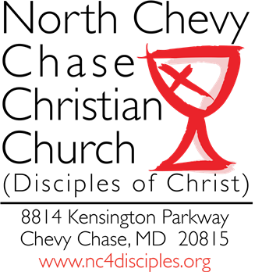 North Chevy
Chase
Christian
Church
(Disciples of Christ)
8814 Kensington Parkway
Chevy Chase, MD 20815
www.nc4disciples.org